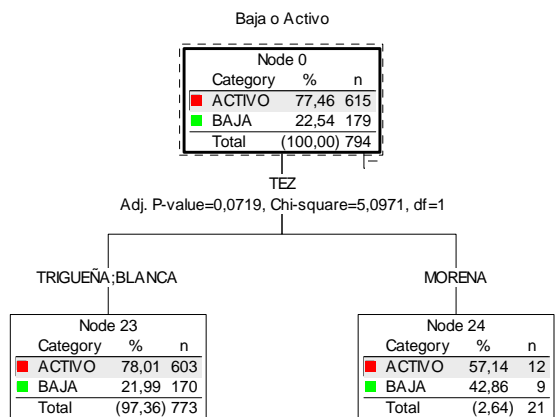 Baja o Activo
Node 0
Category % n
ACTIVO 77,46 615
BAJA 22,54 179
Total (100,00) 794
TEZ
Adj. P-value=0,0719, Chi-square=5,0971, df=1
TRIGUEÑA;BLANCA
MORENA
Node 23
Category % n
ACTIVO 78,01 603
BAJA 21,99 170
Total (97,36) 773
Node 24
Category % n
ACTIVO 57,14 12
BAJA 42,86 9
Total (2,64) 21